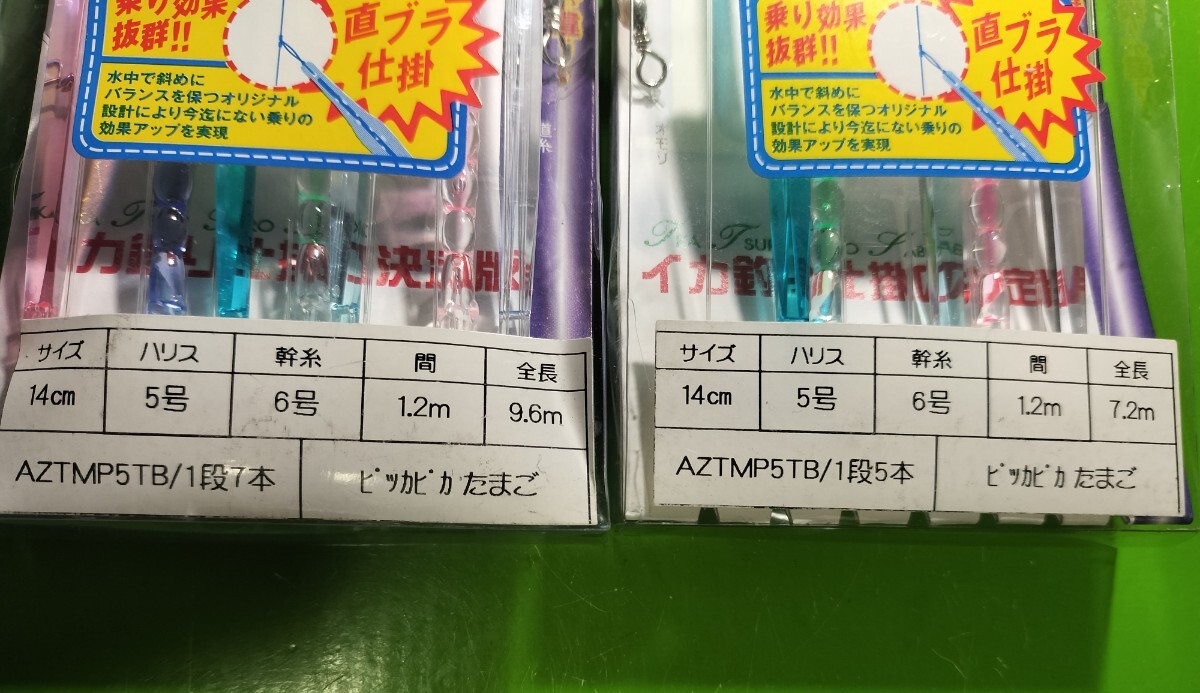 乗り効果
抜群!!
直ブラ
仕掛
水中で斜めに
バランスを保つオリジナル
設計により今迄にない乗りの
効果アップを実現
サイズ ハリス 幹糸 間 全長
14cm 5号 6号 1.2m 9.6m
AZTMP5TB/1段7本 ピッカピカ たまご
乗り効果
抜群!!
直ブラ
仕掛
水中で斜めに
バランスを保つオリジナル
設計により今迄にない乗りの
効果アップを実現
イカ釣
仕掛の
サイズ ハリス 幹糸 間 全長
14cm 5号 6号 1.2m 7.2m
AZTMP5TB/1段5本 ピッカピカ たまご